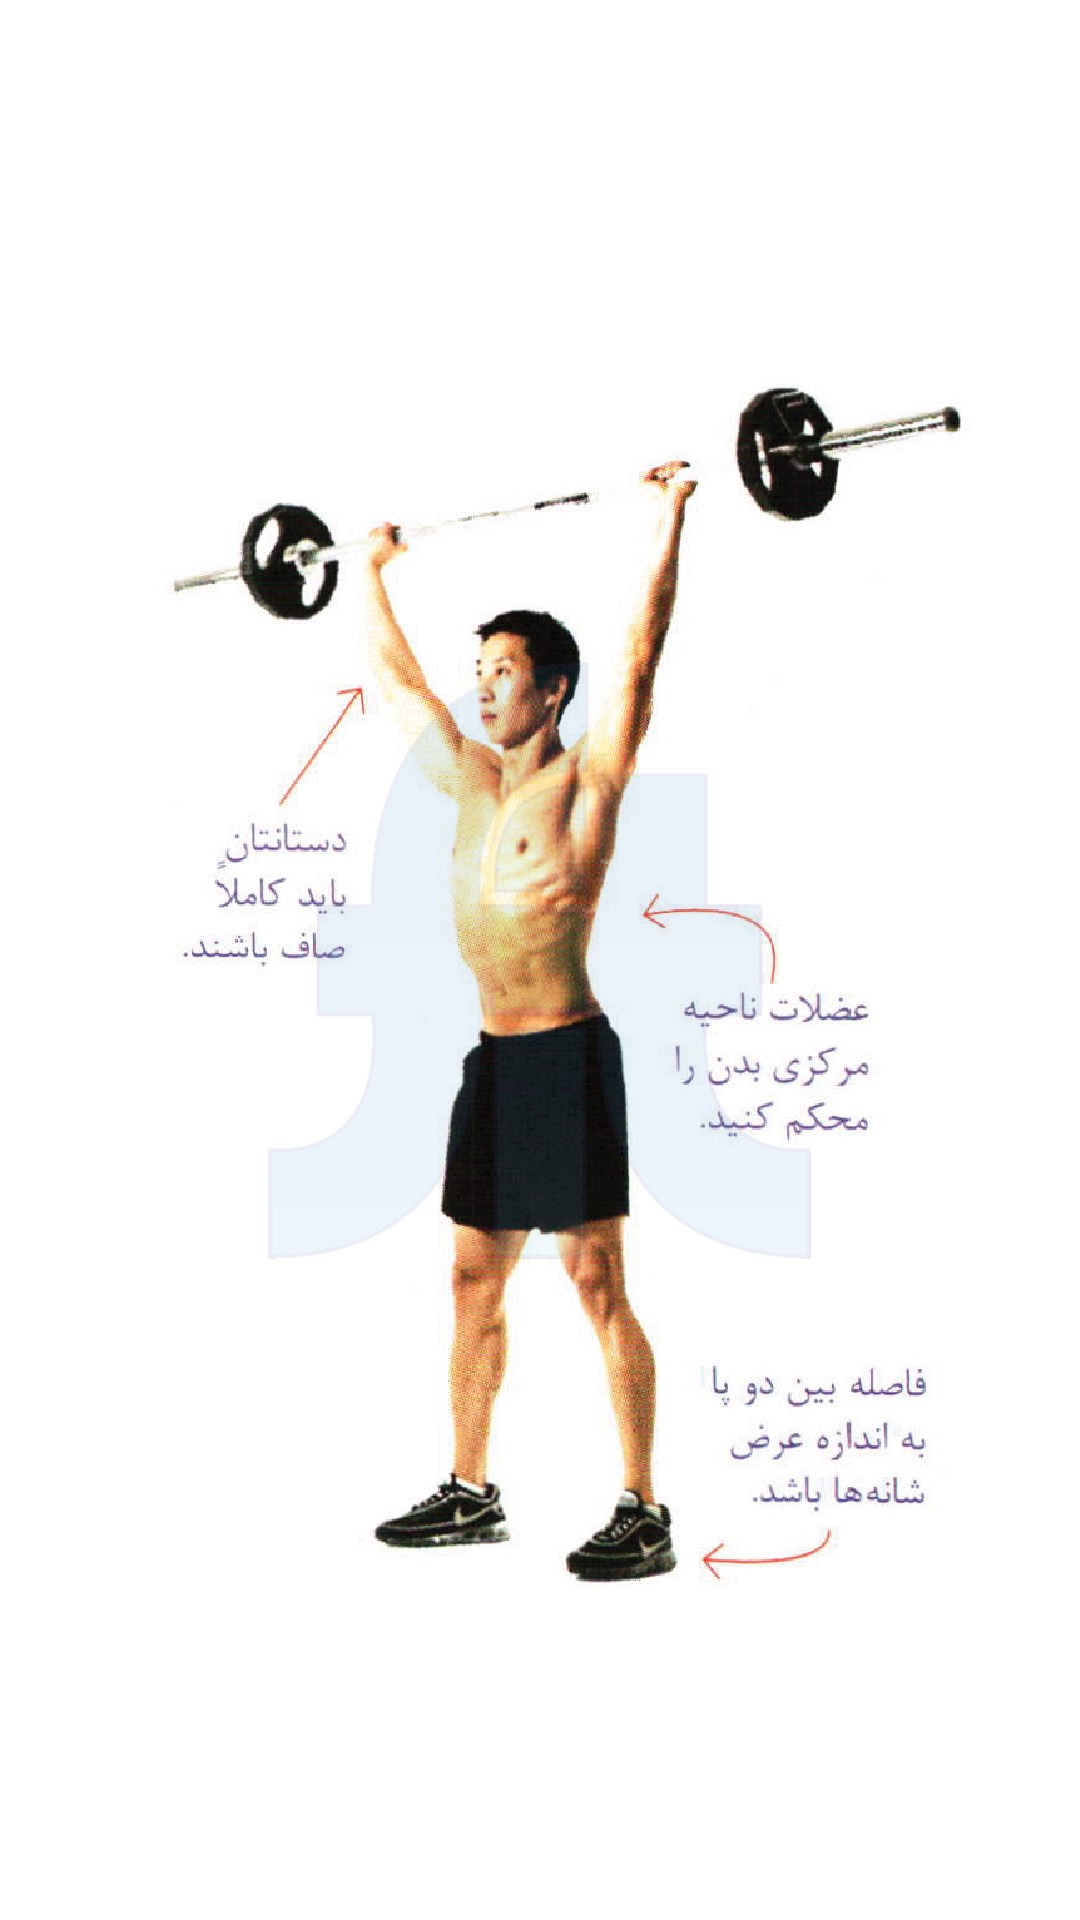 دستانتان
باید کاملاً
صاف باشند.
عضلات ناحیه
مرکزی بدن را
محکم کنید.
فاصله بین دو پا
به اندازه عرض
شانه‌ها باشد.